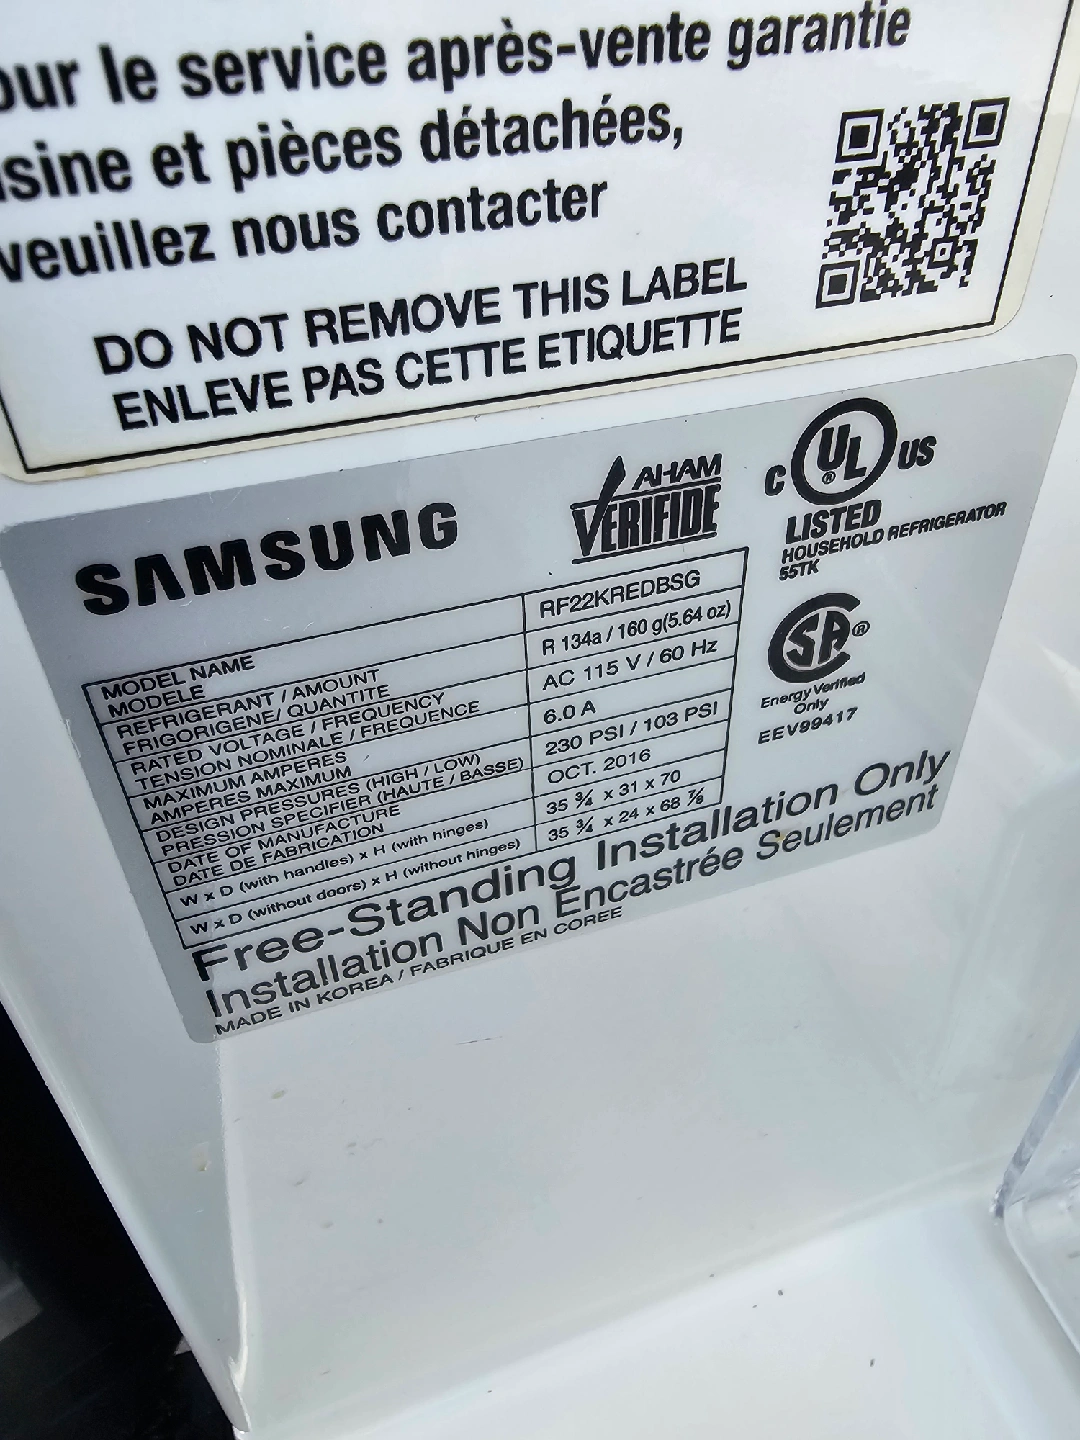 our le service après-vente garantie
sine et pièces détachées,
veuillez nous contacter
DO NOT REMOVE THIS LABEL
ENLEVE PAS CETTE ETIQUETTE
SAMSUNG
AHAM
VERIFIDE
C UL ® US
LISTED
HOUSEHOLD REFRIGERATOR
55TK
MODEL NAME
MODELE
RF22KREDBSG
REFRIGERANT / AMOUNT
FRIGORIGENE/ QUANTITE
R 134a / 160 g(5.64 oz)
RATED VOLTAGE / FREQUENCY
TENSION NOMINALE / FREQUENCE
AC 115 V / 60 Hz
MAXIMUM AMPERES
AMPERES MAXIMUM
6.0 A
DESIGN PRESSURES (HIGH / LOW)
PRESSION SPECIFIER (HAUTE / BASSE)
230 PSI / 103 PSI
DATE OF MANUFACTURE
DATE DE FABRICATION
OCT. 2016
W x D (with handles) x H (with hinges)
35 ¾ x 31 x 70
W x D (without doors) x H (without hinges)
35 ¾ x 24 x 68 ⅞
SA ®
Energy Verified
Only
EEV99417
Free-Standing Installation Only
Installation Non Encastrée Seulement
MADE IN KOREA / FABRIQUE EN COREE